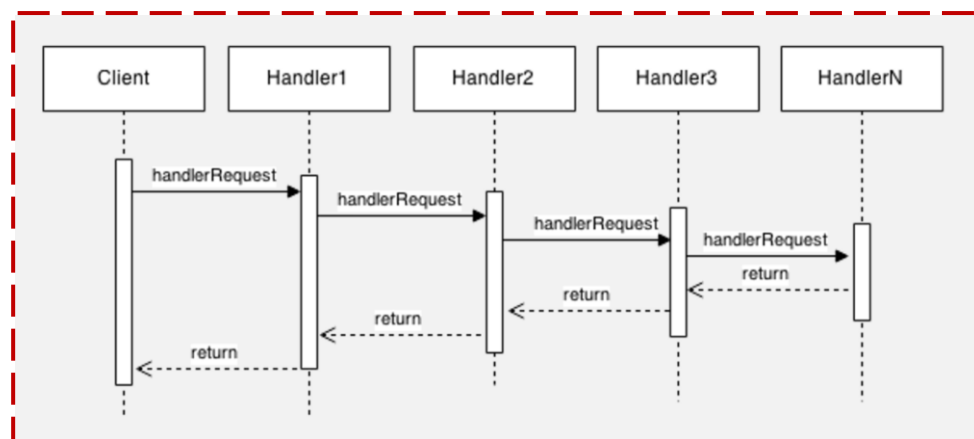 Client
Handler1
Handler2
Handler3
HandlerN
handlerRequest
handlerRequest
handlerRequest
handlerRequest
return
return
return
return